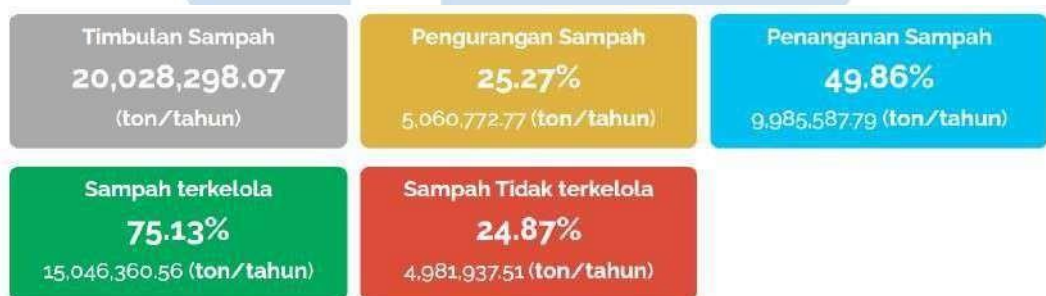 Timbulan Sampah
20,028,298.07
(ton/tahun)
Pengurangan Sampah
25.27%
5,060,772.77 (ton/tahun)
Penanganan Sampah
49.86%
9,985,587.79 (ton/tahun)
Sampah terkelola
75.13%
15,046,360.56 (ton/tahun)
Sampah Tidak terkelola
24.87%
4,981,937.51 (ton/tahun)